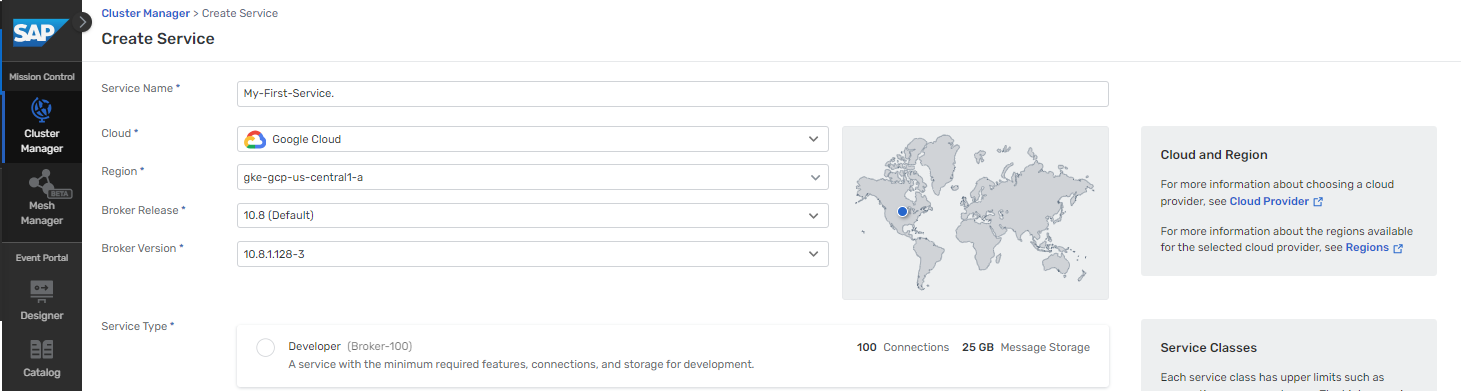 SAP
Cluster Manager > Create Service
Create Service
Mission Control
Cluster
Manager
BETA
Mesh
Manager
Event Portal
Designer
Catalog
Service Name *
My-First-Service.
Cloud *
Google Cloud
Region *
gke-gcp-us-central1-a
Broker Release *
10.8 (Default)
Broker Version *
10.8.1.128-3
Cloud and Region
For more information about choosing a cloud
provider, see Cloud Provider
For more information about the regions available
for the selected cloud provider, see Regions
Service Type *
Developer (Broker-100)
100 Connections 25 GB Message Storage
A service with the minimum required features, connections, and storage for development.
Service Classes
Each service class has upper limits such as